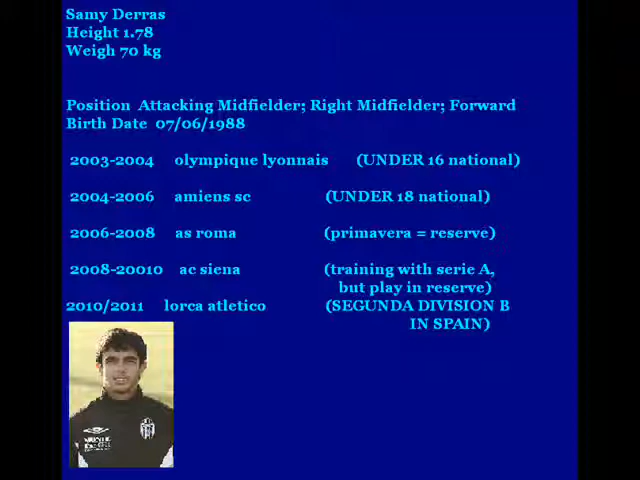 Samy Derras
Height 1.78
Weigh 70 kg
Position Attacking Midfielder; Right Midfielder; Forward
Birth Date 07/06/1988
2003-2004 olympique lyonnais (UNDER 16 national)
2004-2006 amiens sc (UNDER 18 national)
2006-2008 as roma (primavera = reserve)
2008-20010 ac siena (training with serie A,
but play in reserve)
2010/2011 lorca atletico (SEGUNDA DIVISION B
IN SPAIN)